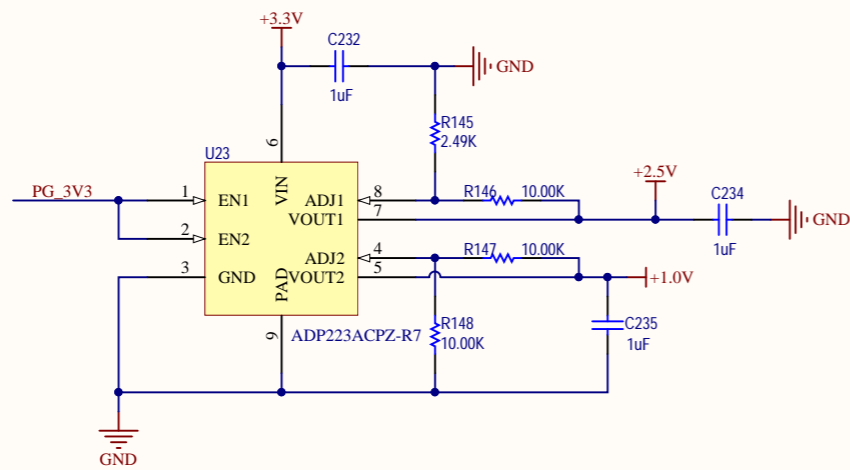 +3.3V
C232
1uF
GND
R145
2.49K
U23
6
VIN
PG_3V3
1
EN1
ADJ1
8
R146
10.00K
+2.5V
C234
1uF
GND
VOUT1
7
2
EN2
ADJ2
4
R147
10.00K
3
GND
VOUT2
5
+1.0V
PAD
9
ADP223ACPZ-R7
R148
10.00K
C235
1uF
GND